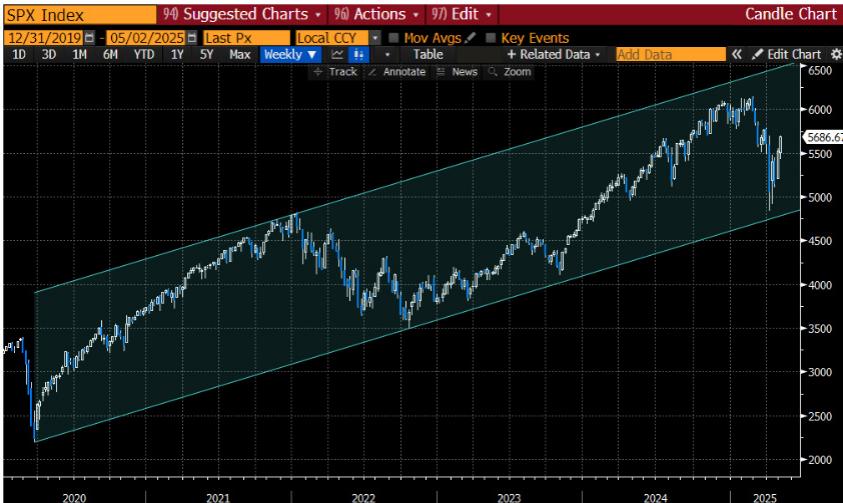 SPX Index 94) Suggested Charts 96) Actions 97) Edit Candle Chart
12/31/2019 - 05/02/2025 Last Px Local CCY Mov Avgs Key Events
1D 3D 1M 6M YTD 1Y 5Y Max Weekly ▼ Table + Related Data Add Data « Edit Chart
Track Annotate News Zoom
6500
6000
5686.67
5500
5000
4500
4000
3500
3000
2500
2000
2020 2021 2022 2023 2024 2025